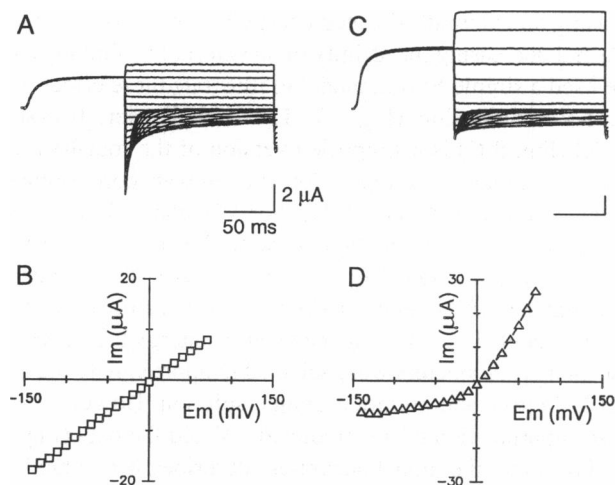 A
C
2 μA
50 ms
B
20
Im (μA)
-150
150
Em (mV)
-20
D
30
Im (μA)
-150
150
Em (mV)
-30